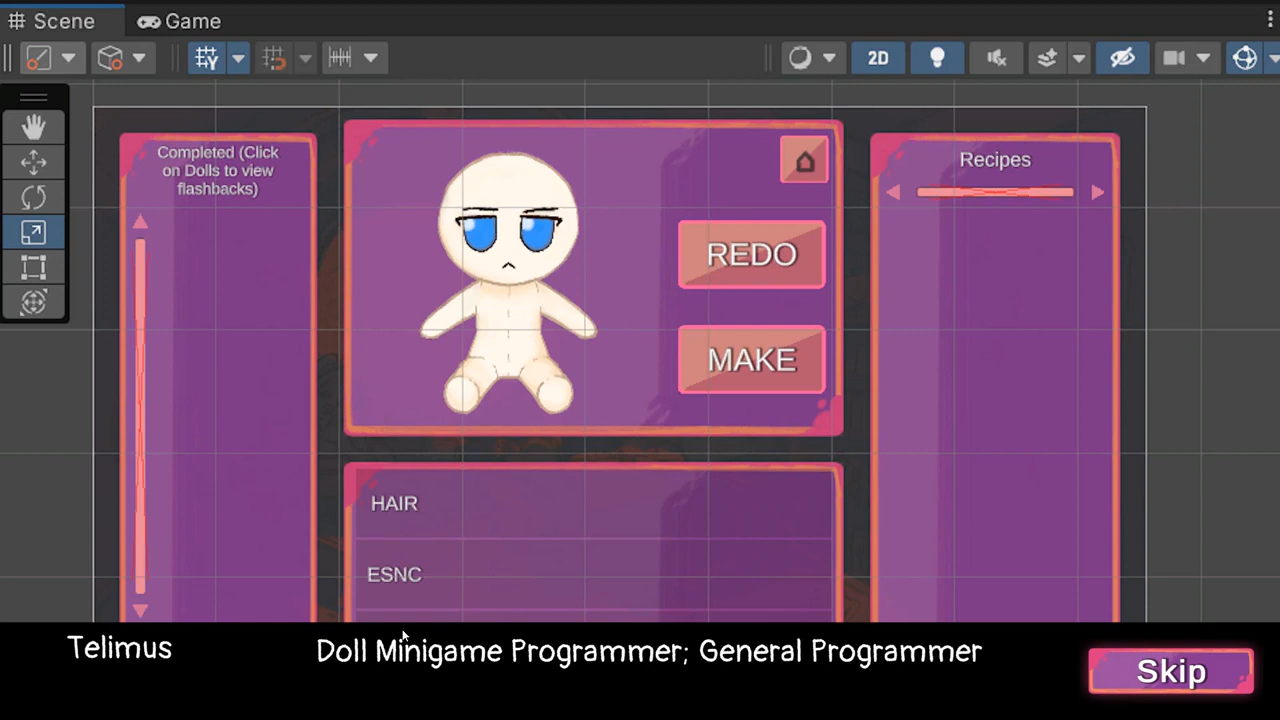 Scene
Game
2D
Completed (Click
on Dolls to view
flashbacks)
Recipes
REDO
MAKE
HAIR
ESNC
Telimus
Doll Minigame Programmer; General Programmer
Skip